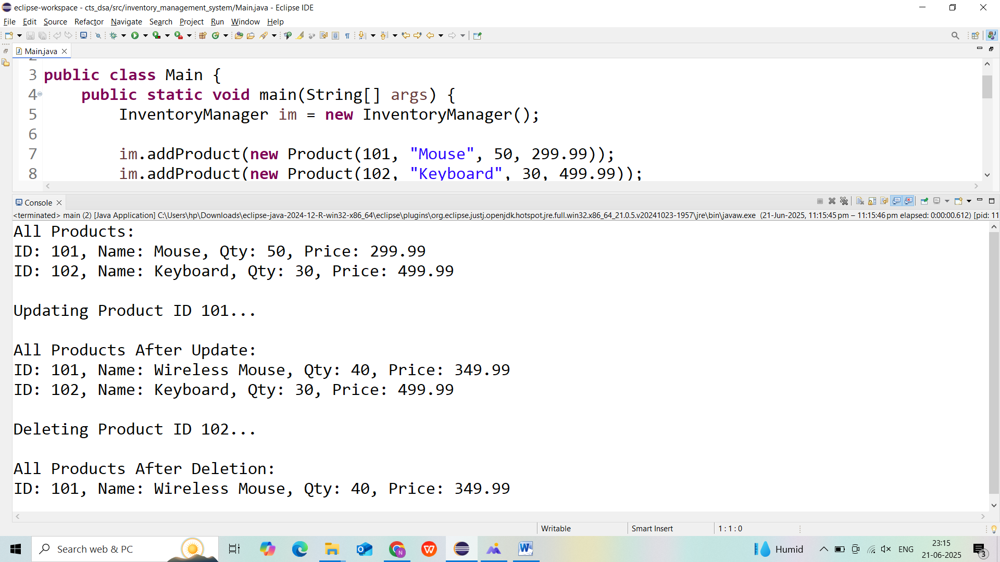 eclipse-workspace - cts_dsa/src/inventory_management_system/Main.java - Eclipse IDE
File Edit Source Refactor Navigate Search Project Run Window Help
Main.java
3 public class Main {
4 public static void main(String[] args) {
5 InventoryManager im = new InventoryManager();
6
7 im.addProduct(new Product(101, "Mouse", 50, 299.99));
8 im.addProduct(new Product(102, "Keyboard", 30, 499.99));
Console
<terminated> main (2) [Java Application] C:\Users\hp\Downloads\eclipse-java-2024-12-R-win32-x86_64\eclipse\plugins\org.eclipse.justj.openjdk.hotspot.jre.full.win32.x86_64_21.0.5.v20241023-1957\jre\bin\javaw.exe (21-Jun-2025, 11:15:45 pm – 11:15:46 pm elapsed: 0:00:00.612) [pid: 11
All Products:
ID: 101, Name: Mouse, Qty: 50, Price: 299.99
ID: 102, Name: Keyboard, Qty: 30, Price: 499.99
Updating Product ID 101...
All Products After Update:
ID: 101, Name: Wireless Mouse, Qty: 40, Price: 349.99
ID: 102, Name: Keyboard, Qty: 30, Price: 499.99
Deleting Product ID 102...
All Products After Deletion:
ID: 101, Name: Wireless Mouse, Qty: 40, Price: 349.99
Writable Smart Insert 1 : 1 : 0
Search web & PC
Humid
ENG
23:15
21-06-2025
3